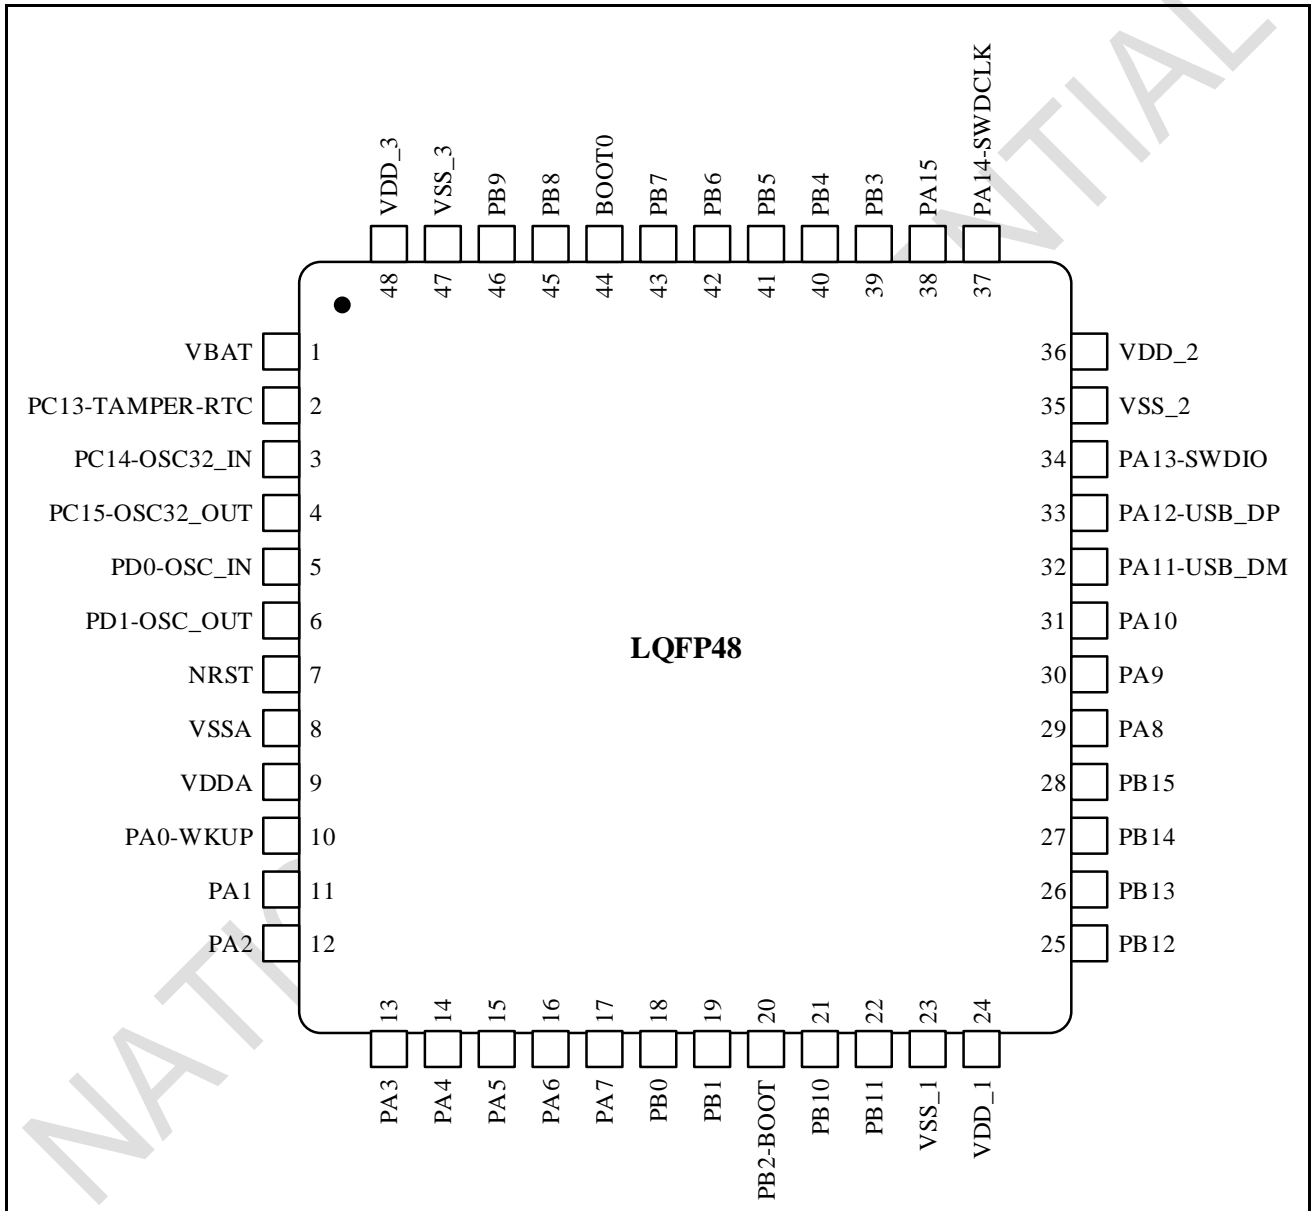 PA14-SWDCLK
VDD_3 VSS_3 PB9 PB8 BOOT0 PB7 PB6 PB5 PB4 PB3 PA15
48 47 46 45 44 43 42 41 40 39 38 37
VBAT 1 36 VDD_2
PC13-TAMPER-RTC 2 35 VSS_2
PC14-OSC32_IN 3 34 PA13-SWDIO
PC15-OSC32_OUT 4 33 PA12-USB_DP
PD0-OSC_IN 5 32 PA11-USB_DM
PD1-OSC_OUT 6 31 PA10
LQFP48
NRST 7 30 PA9
VSSA 8 29 PA8
VDDA 9 28 PB15
PA0-WKUP 10 27 PB14
PA1 11 26 PB13
PA2 12 25 PB12
13 14 15 16 17 18 19 20 21 22 23 24
PA3 PA4 PA5 PA6 PA7 PB0 PB1 PB2-BOOT PB10 PB11 VSS_1 VDD_1